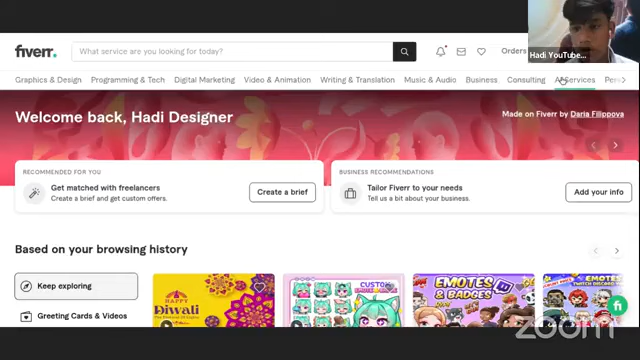 fiverr.
What service are you looking for today?
Orders
Hadi YouTube...
Graphics & Design Programming & Tech Digital Marketing Video & Animation Writing & Translation Music & Audio Business Consulting AI Services Pers
Welcome back, Hadi Designer
Made on Fiverr by Daria Filippova
RECOMMENDED FOR YOU
Get matched with freelancers
Create a brief and get custom offers.
Create a brief
BUSINESS RECOMMENDATIONS
Tailor Fiverr to your needs
Tell us a bit about your business.
Add your info
Based on your browsing history
Keep exploring
Greeting Cards & Videos
HAPPY
Diwali
CUSTOM
EMOTES &
BADGES
fi
zoom